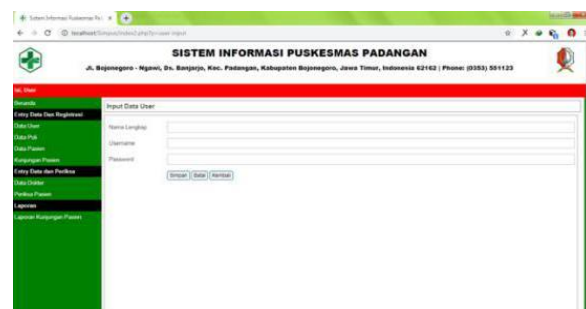 Sistem Informasi Puskesmas Pa
SISTEM INFORMASI PUSKESMAS PADANGAN
Jl. Bojonegoro - Ngawi, Ds. Banjarjo, Kec. Padangan, Kabupaten Bojonegoro, Jawa Timur, Indonesia 62162 | Phone: (0353) 551123
Beranda
Entry Data Dan Registrasi
Data User
Data Poli
Data Pasien
Kunjungan Pasien
Entry Data dan Periksa
Data Dokter
Periksa Pasien
Laporan
Laporan Kunjungan Pasien
Input Data User
Nama Lengkap
Username
Password
Simpan Batal Kembali